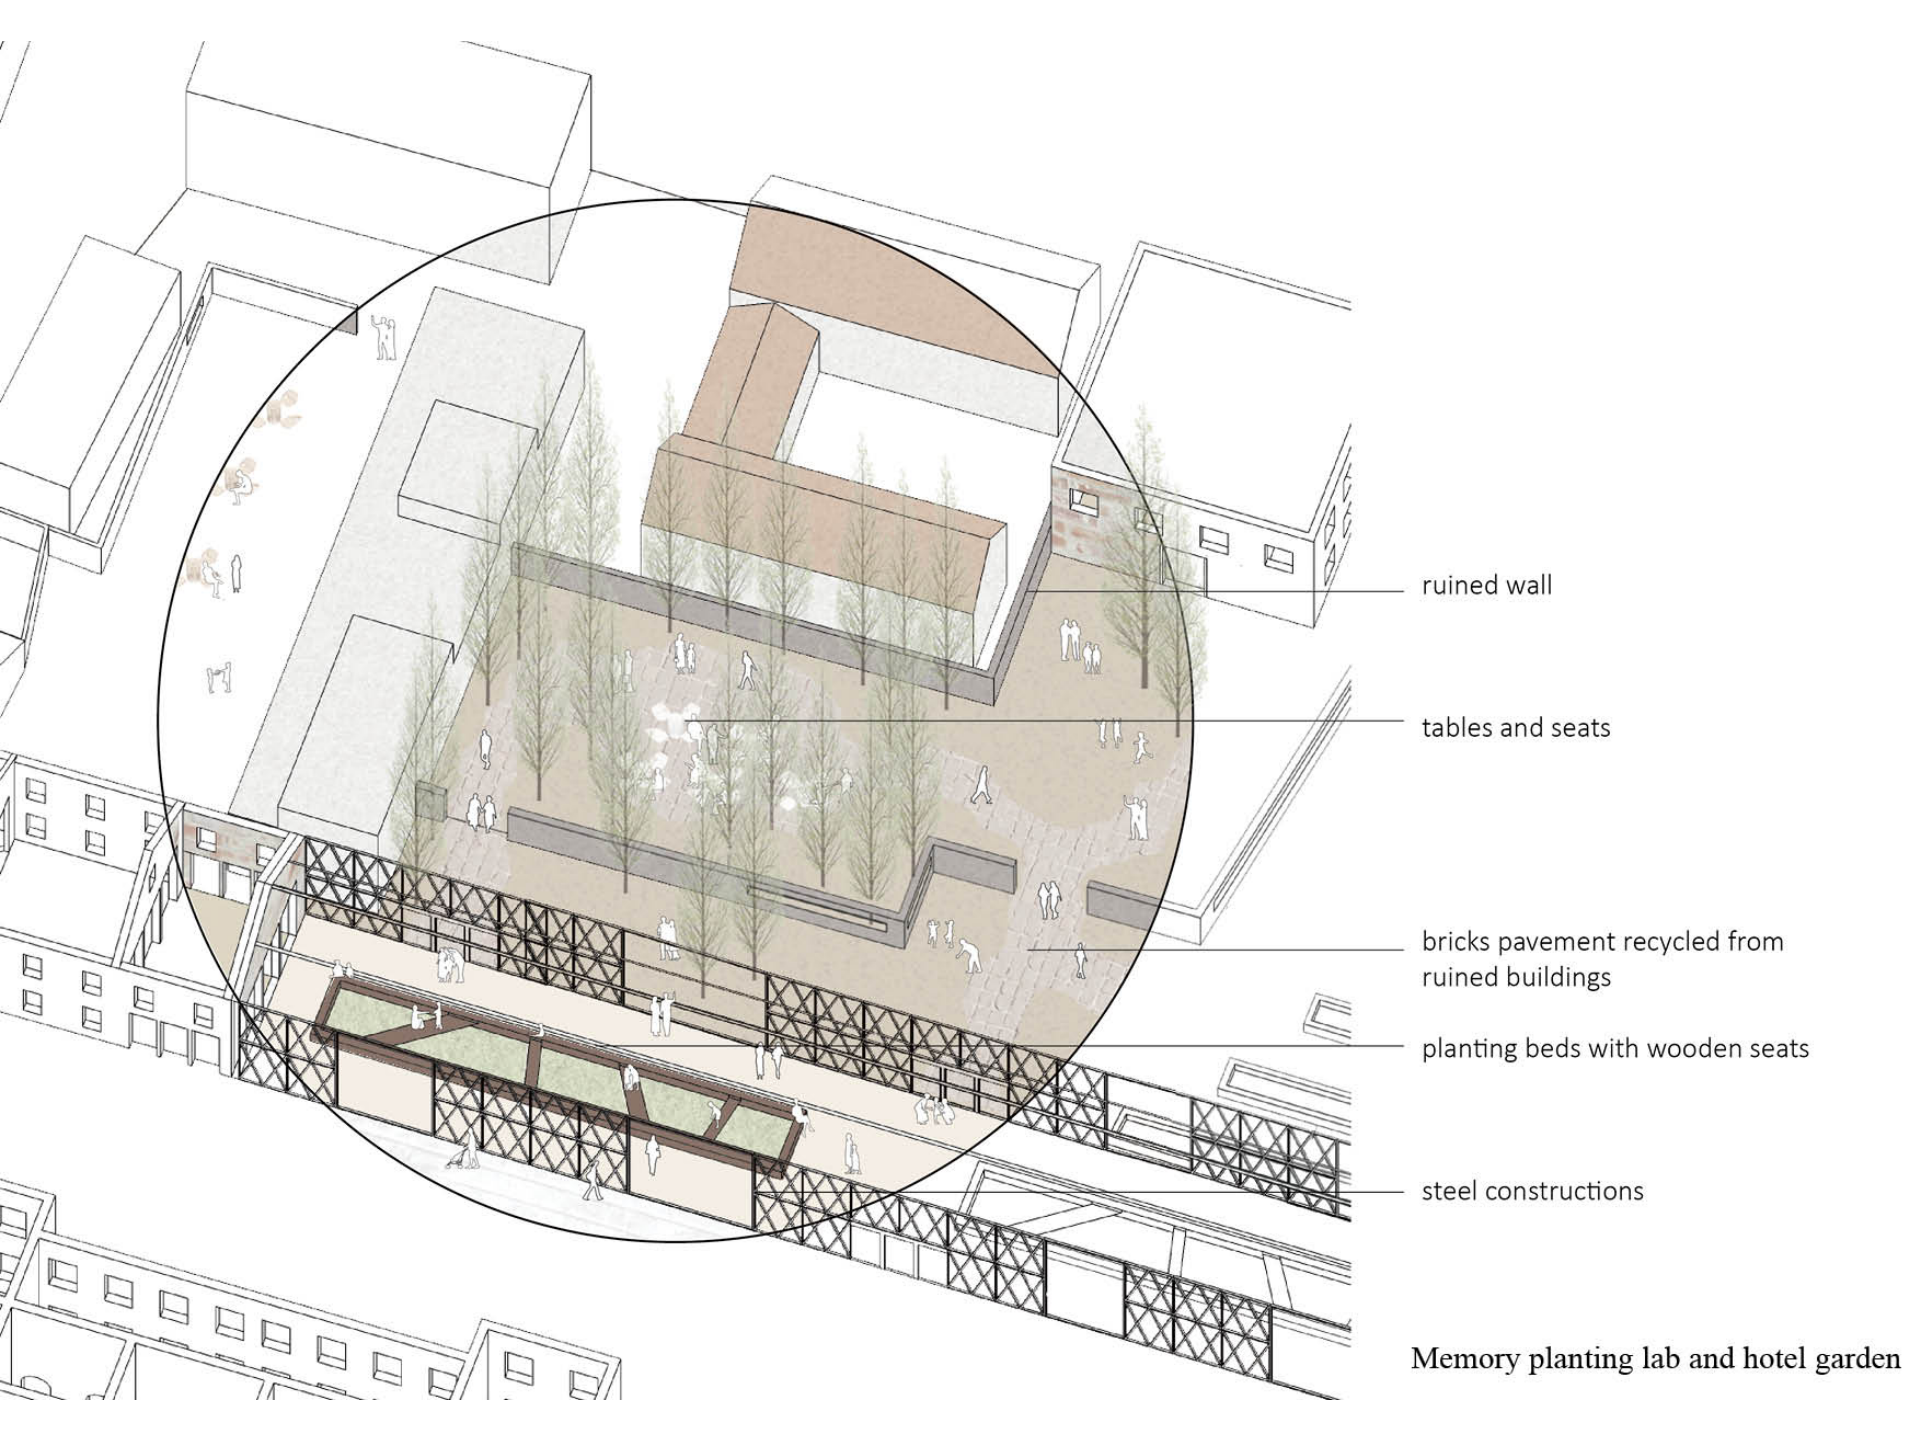 ruined wall
tables and seats
bricks pavement recycled from
ruined buildings
planting beds with wooden seats
steel constructions
Memory planting lab and hotel garden